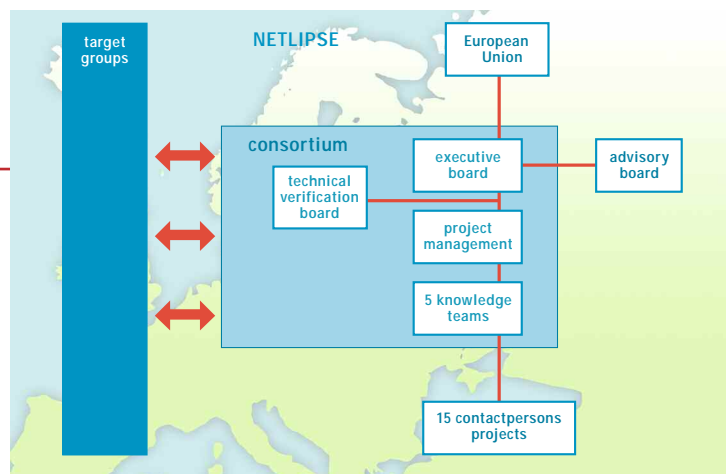 target
groups
NETLIPSE
European
Union
consortium
executive
board
advisory
board
technical
verification
board
project
management
5 knowledge
teams
15 contactpersons
projects